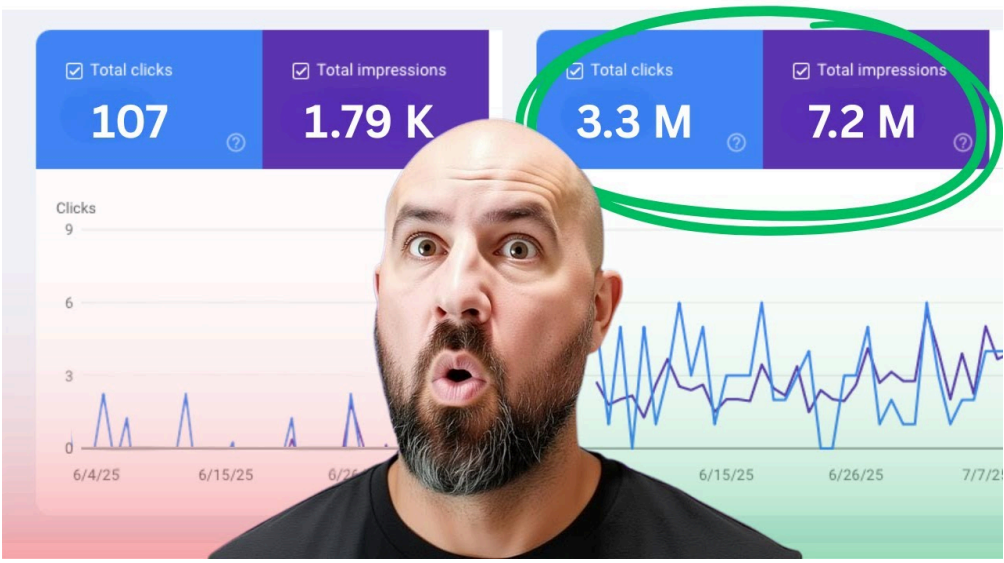 Total clicks
107
Total impressions
1.79 K
Total clicks
3.3 M
Total impressions
7.2 M
Clicks
9
6
3
0
6/4/25
6/15/25
6/26
6/15/25
6/26/25
7/7/2